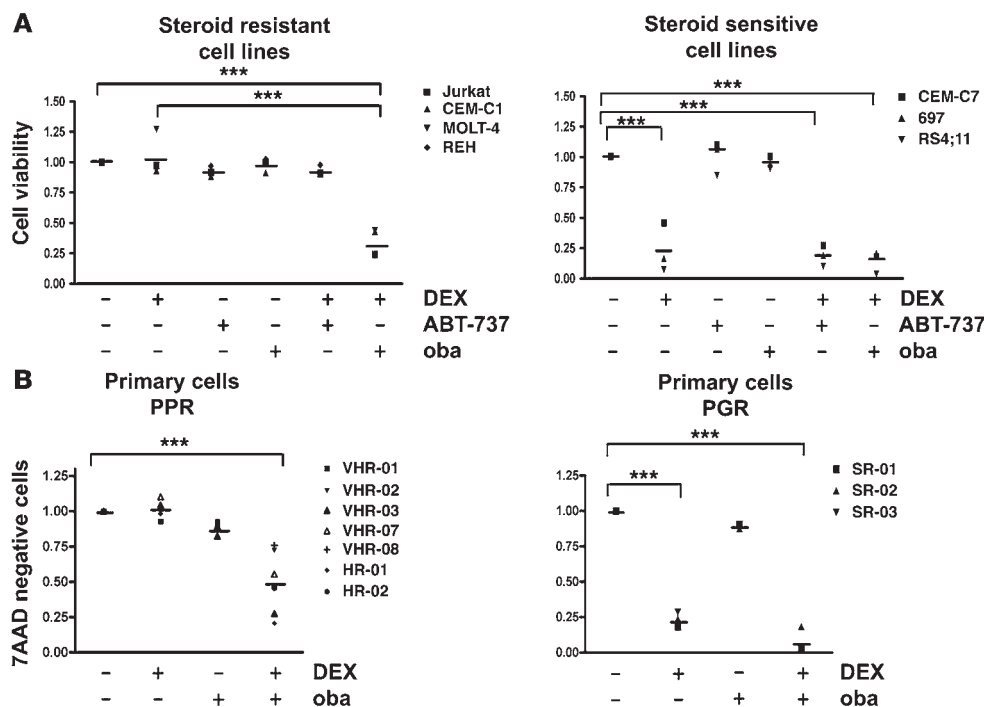 A
Steroid resistant
cell lines
***
***
Cell viability
1.50
1.25
1.00
0.75
0.50
0.25
0.00
Jurkat
CEM-C1
MOLT-4
REH
– + – – + + DEX
– – + – + – ABT-737
– – – + – + oba
Steroid sensitive
cell lines
***
***
***
1.50
1.25
1.00
0.75
0.50
0.25
0.00
CEM-C7
697
RS4;11
– + – – + + DEX
– – + – + – ABT-737
– – – + – + oba
B
Primary cells
PPR
***
7AAD negative cells
1.25
1.00
0.75
0.50
0.25
0.00
VHR-01
VHR-02
VHR-03
VHR-07
VHR-08
HR-01
HR-02
– + – + DEX
– – + + oba
Primary cells
PGR
***
***
1.25
1.00
0.75
0.50
0.25
0.00
SR-01
SR-02
SR-03
– + – + DEX
– – + + oba